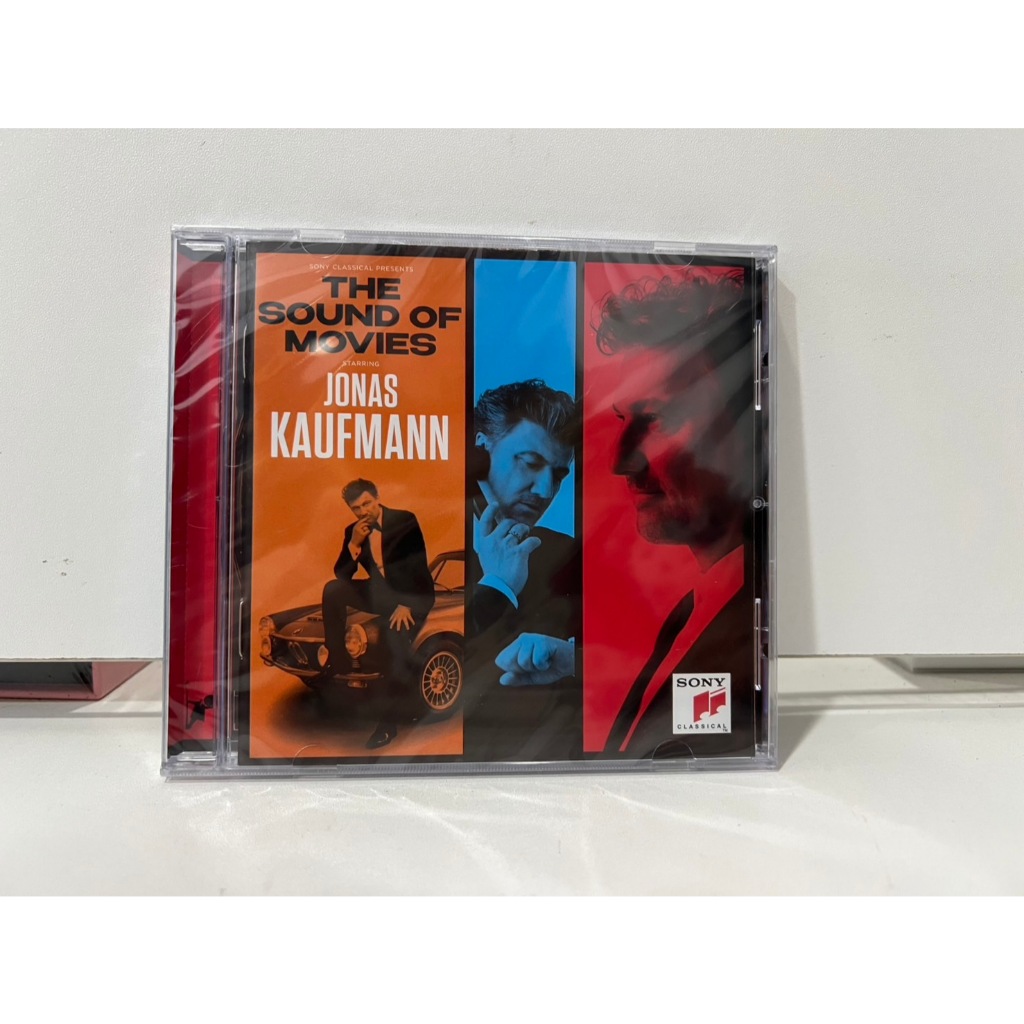 SONY CLASSICAL PRESENTS
THE
SOUND OF
MOVIES
STARRING
JONAS
KAUFMANN
SONY
CLASSICAL